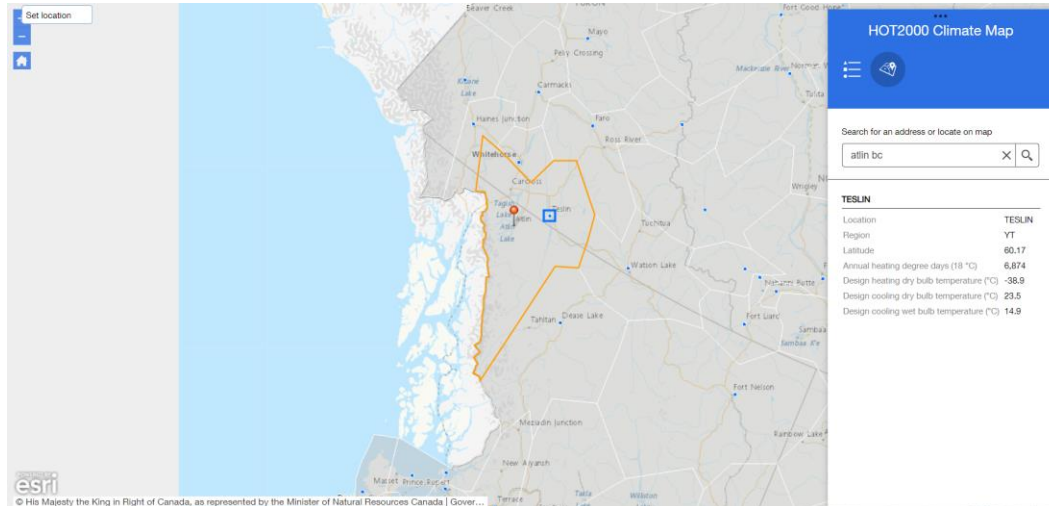 Set location
+
−
Beaver Creek
YUKON
Fort Good Hope
Mayo
Pelly Crossing
Mackenzie River
Norman W
Tulita
Kluane
Lake
Carmacks
Haines Junction
Faro
Ross River
Whitehorse
Carcross
Wrigley
Tagish
Lake
Atlin
Teslin
Atlin
Lake
Tuchitua
Watson Lake
Nahanni Butte
Tahltan
Dease Lake
Fort Liard
Sambaa
Sambaa K'e
Fort Nelson
Meziadin Junction
Rainbow Lake
New Aiyansh
Masset
Prince Rupert
Terrace
Takla
Lake
Williston
POWERED BY
esri
© His Majesty the King in Right of Canada, as represented by the Minister of Natural Resources Canada | Gover...
HOT2000 Climate Map
Search for an address or locate on map
atlin bc
TESLIN
Location TESLIN
Region YT
Latitude 60.17
Annual heating degree days (18 °C) 6,874
Design heating dry bulb temperature (°C) -38.9
Design cooling dry bulb temperature (°C) 23.5
Design cooling wet bulb temperature (°C) 14.9